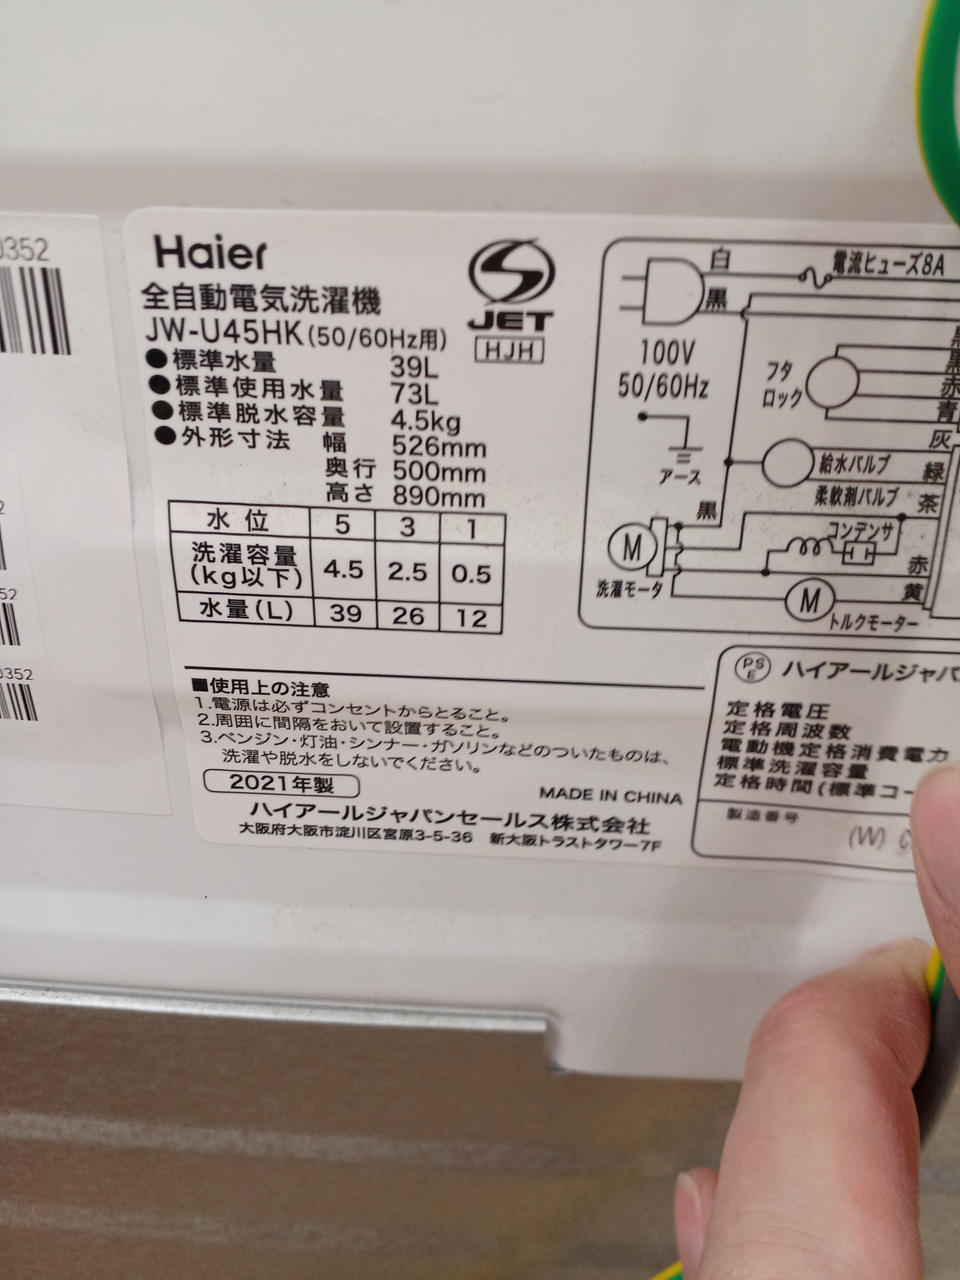 0352
Haier
全自動電気洗濯機
JW-U45HK(50/60Hz用)
●標準水量 39L
●標準使用水量 73L
●標準脱水容量 4.5kg
●外形寸法 幅 526mm
奥行 500mm
高さ 890mm
JET
HJH
水位 5 3 1
洗濯容量(kg以下) 4.5 2.5 0.5
水量(L) 39 26 12
■使用上の注意
1.電源は必ずコンセントからとること。
2.周囲に間隔をおいて設置すること。
3.ベンジン・灯油・シンナー・ガソリンなどのついたものは、
洗濯や脱水をしないでください。
2021年製
MADE IN CHINA
ハイアールジャパンセールス株式会社
大阪府大阪市淀川区宮原3-5-36 新大阪トラストタワー7F
白
電流ヒューズ8A
黒
100V
50/60Hz
アース
フタ
ロック
黒
黒
赤
青
灰
給水バルブ
緑
柔軟剤バルブ
茶
黒
コンデンサ
M
赤
洗濯モータ
黄
M
トルクモーター
PSE ハイアールジャパ
定格電圧
定格周波数
電動機定格消費電力
標準洗濯容量
定格時間(標準コー
製造番号
(W)
52
0352